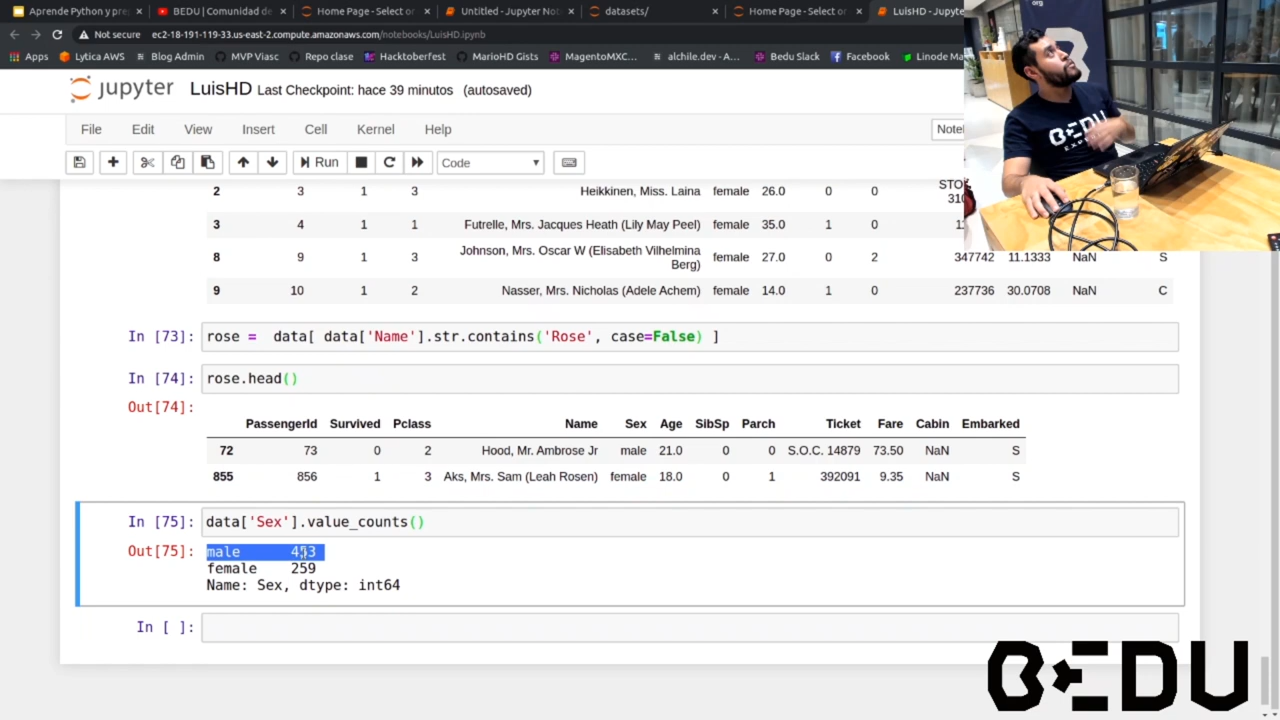 Aprende Python y pre
BEDU | Comunidad de
Home Page - Select or
Untitled - Jupyter Not
datasets/
Home Page - Select or
LuisHD - Jupyte
Not secure ec2-18-191-119-33.us-east-2.compute.amazonaws.com/notebooks/LuisHD.ipynb
Apps Lytica AWS Blog Admin MVP Viajes Repo clase Hacktoberfest MarioHD Gists MagentoMXC... alchile.dev - A... Bedu Slack Facebook Linode Ma
org
BEDU
jupyter LuisHD Last Checkpoint: hace 39 minutos (autosaved)
File Edit View Insert Cell Kernel Help
Run Code
2 3 1 3 Heikkinen, Miss. Laina female 26.0 0 0
3 4 1 1 Futrelle, Mrs. Jacques Heath (Lily May Peel) female 35.0 1 0
8 9 1 3 Johnson, Mrs. Oscar W (Elisabeth Vilhelmina Berg) female 27.0 0 2 347742 11.1333 NaN S
9 10 1 2 Nasser, Mrs. Nicholas (Adele Achem) female 14.0 1 0 237736 30.0708 NaN C
In [73]: rose = data[ data['Name'].str.contains('Rose', case=False) ]
In [74]: rose.head()
Out[74]:
PassengerId Survived Pclass Name Sex Age SibSp Parch Ticket Fare Cabin Embarked
72 73 0 2 Hood, Mr. Ambrose Jr male 21.0 0 0 S.O.C. 14879 73.50 NaN S
855 856 1 3 Aks, Mrs. Sam (Leah Rosen) female 18.0 0 1 392091 9.35 NaN S
In [75]: data['Sex'].value_counts()
Out[75]: male
female 259
Name: Sex, dtype: int64
In [ ]:
BEDU